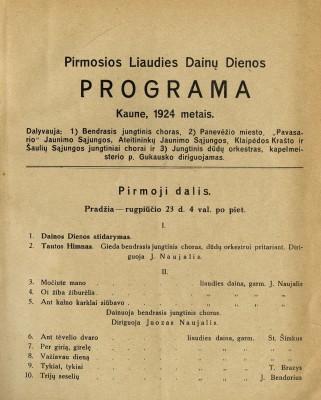 Pirmosios Liaudies Dainų Dienos
PROGRAMA
Kaune, 1924 metais.
Dalyvauja: 1) Bendrasis jungtinis choras, 2) Panevėžio miesto, „Pavasa-
rio" Jaunimo Sąjungos, Ateitininkų Jaunimo Sąjungos, Klaipėdos Krašto ir
Šaulių Sąjungos jungtiniai chorai ir 3) Jungtinis dūdų orkestras, kapelmei-
sterio p. Gukausko diriguojamas.
Pirmoji dalis.
Pradžia — rugpiūčio 23 d. 4 val. po piet.
I.
1. Dainos Dienos atidarymas.
2. Tautos Himnas. Gieda bendrasis jungtinis choras, dūdų orkestrui pritariant. Diri-
guoja J. Naujalis.
II.
3. Močiute mano „ liaudies daina, garm. J. Naujalis
4. Oi žiba žiburėlis „ „ „ „ „
5. Ant kalno karklai siūbavo „ „ „ „ „
Dainuoja bendrasis jungtinis choras.
Diriguoja Juozas Naujalis.
6. Ant tėvelio dvaro liaudies daina, garm. St. Šimkus
7. Per girią, girelę „ „ „ „ „
8. Važiavau dieną „ „ „ „ „
9. Tykiai, tykiai „ „ „ T. Brazys
10. Trijų seselių „ „ „ J. Bendorius